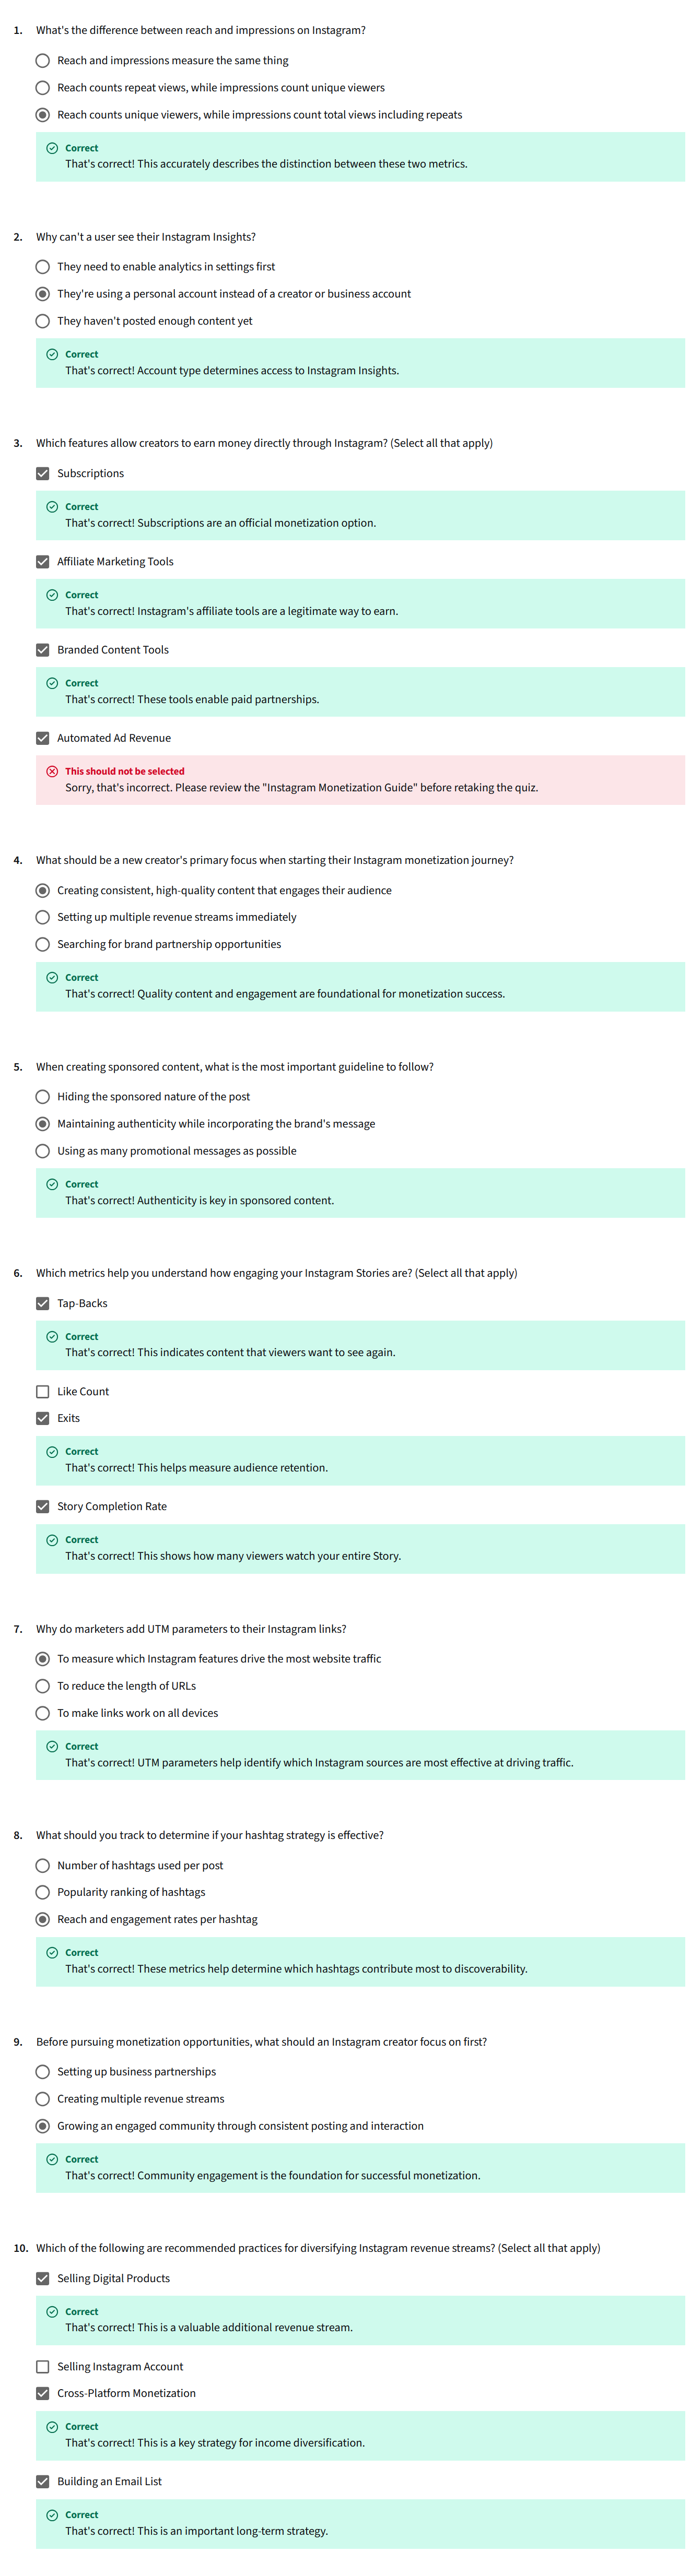 1. What's the difference between reach and impressions on Instagram?
Reach and impressions measure the same thing
Reach counts repeat views, while impressions count unique viewers
Reach counts unique viewers, while impressions count total views including repeats
Correct
That's correct! This accurately describes the distinction between these two metrics.
2. Why can't a user see their Instagram Insights?
They need to enable analytics in settings first
They're using a personal account instead of a creator or business account
They haven't posted enough content yet
Correct
That's correct! Account type determines access to Instagram Insights.
3. Which features allow creators to earn money directly through Instagram? (Select all that apply)
Subscriptions
Correct
That's correct! Subscriptions are an official monetization option.
Affiliate Marketing Tools
Correct
That's correct! Instagram's affiliate tools are a legitimate way to earn.
Branded Content Tools
Correct
That's correct! These tools enable paid partnerships.
Automated Ad Revenue
This should not be selected
Sorry, that's incorrect. Please review the "Instagram Monetization Guide" before retaking the quiz.
4. What should be a new creator's primary focus when starting their Instagram monetization journey?
Creating consistent, high-quality content that engages their audience
Setting up multiple revenue streams immediately
Searching for brand partnership opportunities
Correct
That's correct! Quality content and engagement are foundational for monetization success.
5. When creating sponsored content, what is the most important guideline to follow?
Hiding the sponsored nature of the post
Maintaining authenticity while incorporating the brand's message
Using as many promotional messages as possible
Correct
That's correct! Authenticity is key in sponsored content.
6. Which metrics help you understand how engaging your Instagram Stories are? (Select all that apply)
Tap-Backs
Correct
That's correct! This indicates content that viewers want to see again.
Like Count
Exits
Correct
That's correct! This helps measure audience retention.
Story Completion Rate
Correct
That's correct! This shows how many viewers watch your entire Story.
7. Why do marketers add UTM parameters to their Instagram links?
To measure which Instagram features drive the most website traffic
To reduce the length of URLs
To make links work on all devices
Correct
That's correct! UTM parameters help identify which Instagram sources are most effective at driving traffic.
8. What should you track to determine if your hashtag strategy is effective?
Number of hashtags used per post
Popularity ranking of hashtags
Reach and engagement rates per hashtag
Correct
That's correct! These metrics help determine which hashtags contribute most to discoverability.
9. Before pursuing monetization opportunities, what should an Instagram creator focus on first?
Setting up business partnerships
Creating multiple revenue streams
Growing an engaged community through consistent posting and interaction
Correct
That's correct! Community engagement is the foundation for successful monetization.
10. Which of the following are recommended practices for diversifying Instagram revenue streams? (Select all that apply)
Selling Digital Products
Correct
That's correct! This is a valuable additional revenue stream.
Selling Instagram Account
Cross-Platform Monetization
Correct
That's correct! This is a key strategy for income diversification.
Building an Email List
Correct
That's correct! This is an important long-term strategy.